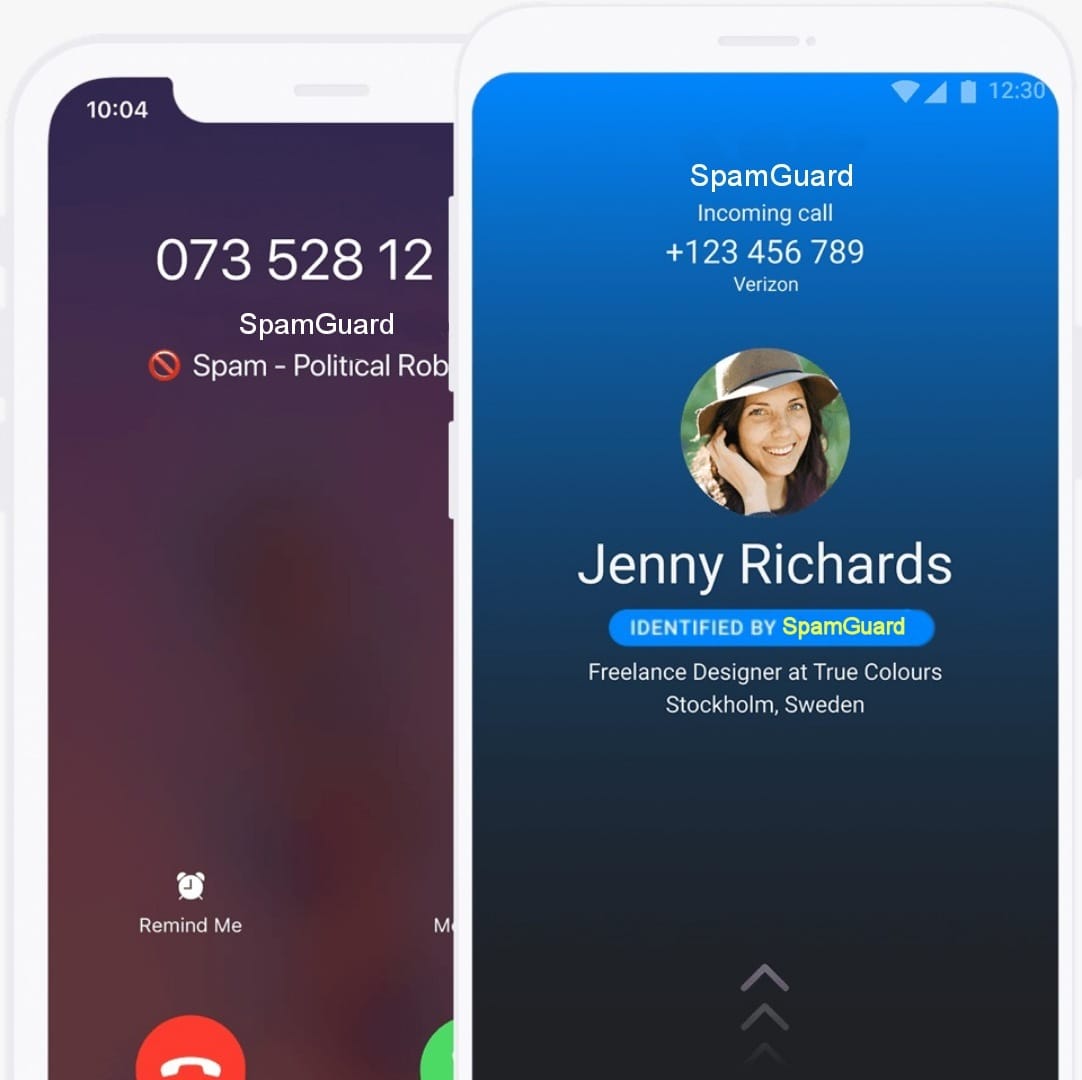 10:04
073 528 12
SpamGuard
Spam - Political Rob
Remind Me
12:30
SpamGuard
Incoming call
+123 456 789
Verizon
Jenny Richards
IDENTIFIED BY SpamGuard
Freelance Designer at True Colours
Stockholm, Sweden